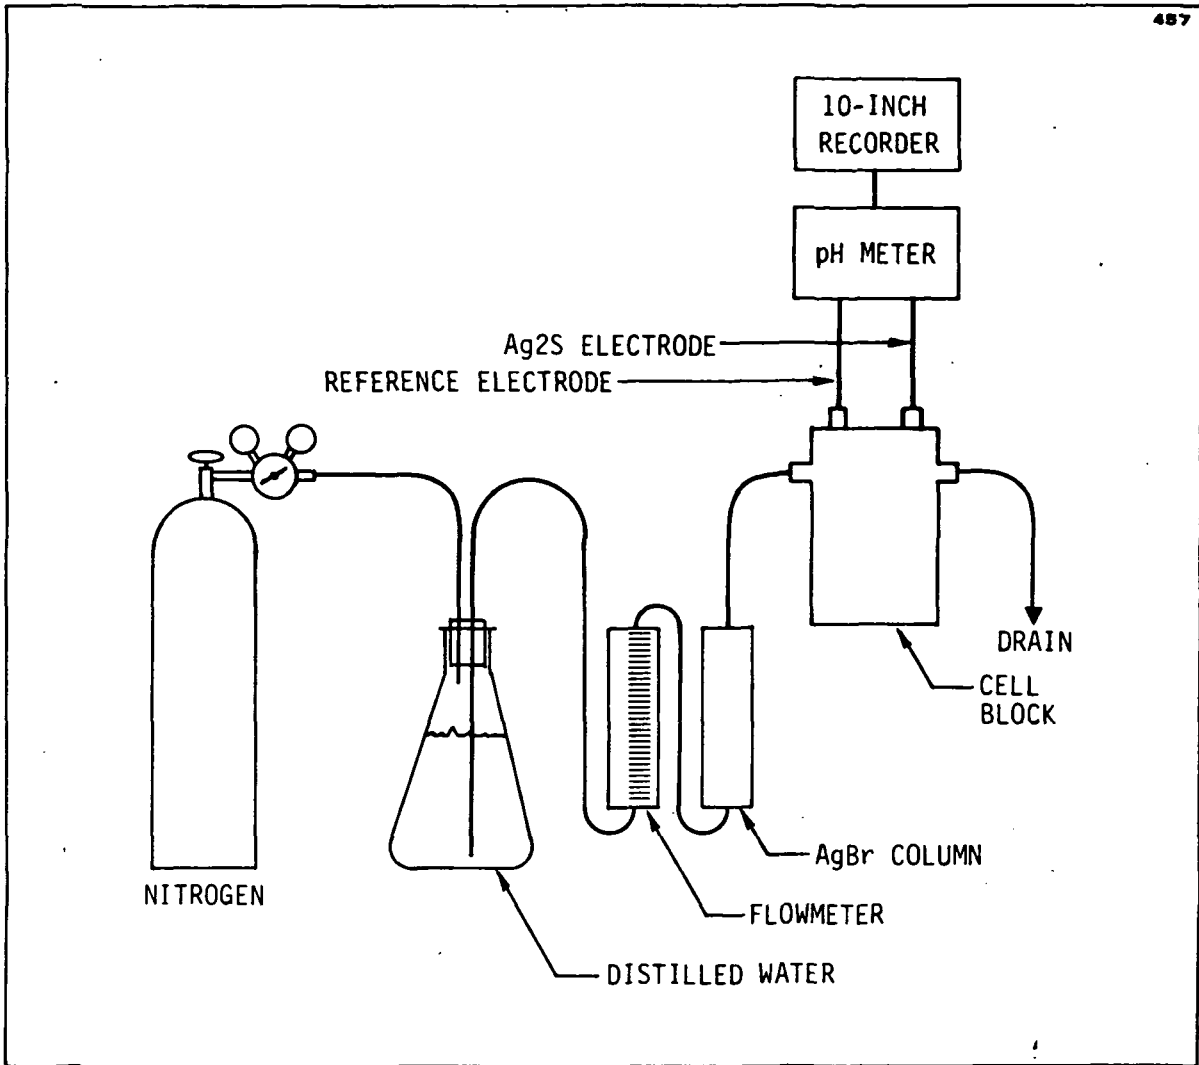 457
10-INCH
RECORDER
pH METER
Ag2S ELECTRODE
REFERENCE ELECTRODE
DRAIN
CELL
BLOCK
AgBr COLUMN
NITROGEN
FLOWMETER
DISTILLED WATER